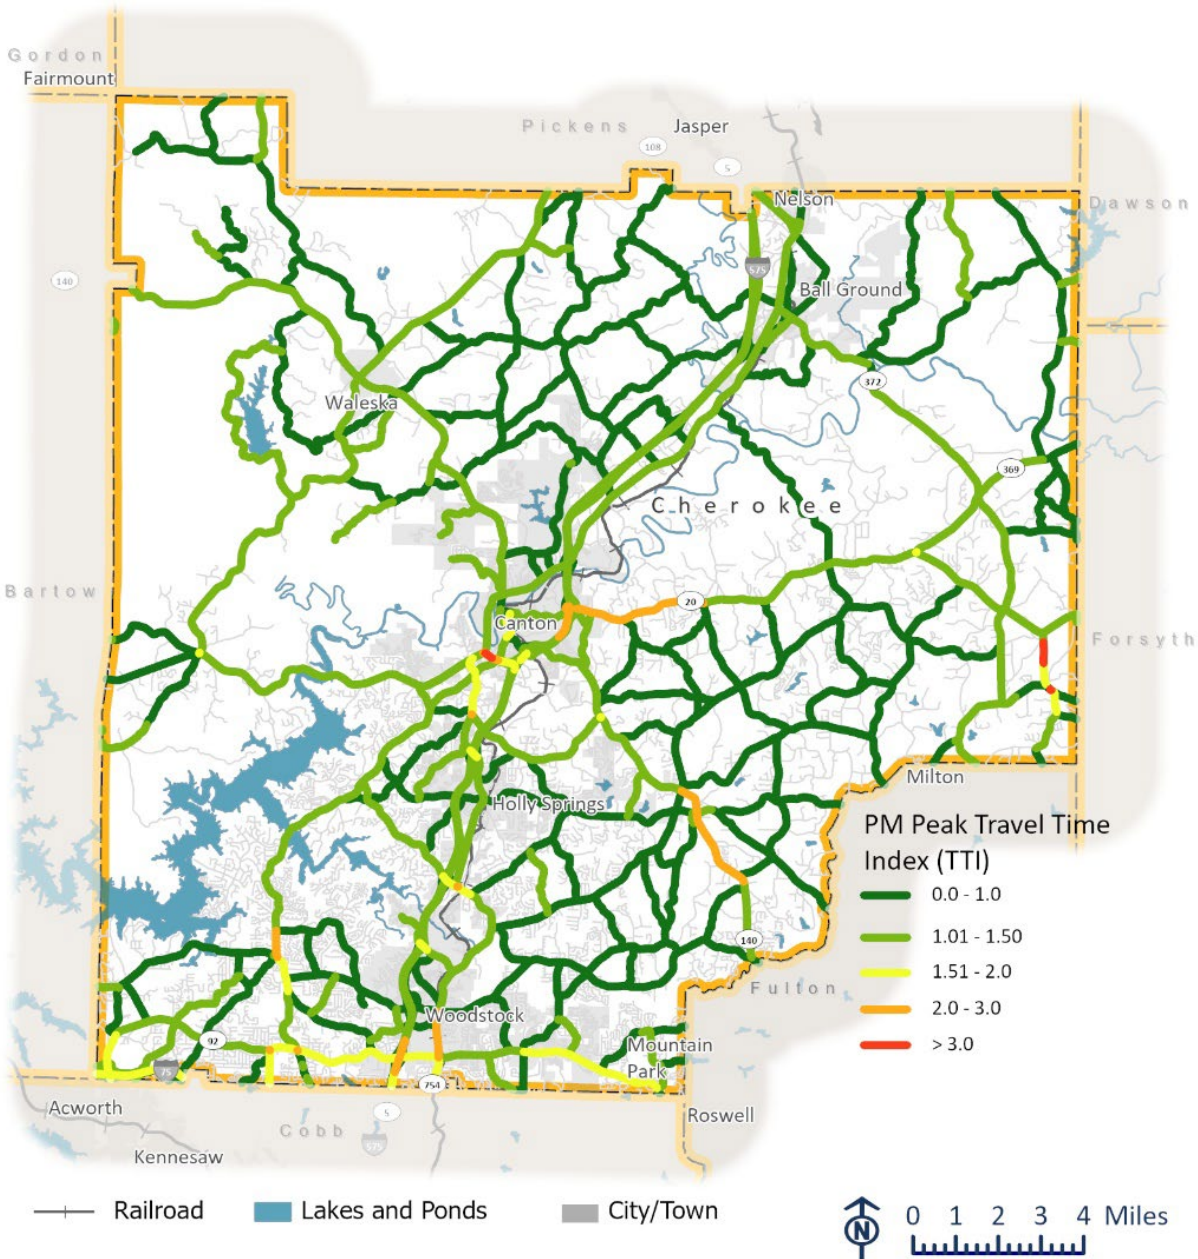 Gordon
Fairmount
Pickens
Jasper
108
5
Nelson
Dawson
575
140
Ball Ground
372
Waleska
369
Cherokee
Bartow
20
Canton
Forsyth
Milton
Holly Springs
PM Peak Travel Time
Index (TTI)
0.0 - 1.0
1.01 - 1.50
1.51 - 2.0
2.0 - 3.0
> 3.0
140
Fulton
Woodstock
92
Mountain
Park
75
754
Acworth
5
Roswell
Cobb
575
Kennesaw
Railroad
Lakes and Ponds
City/Town
N
0 1 2 3 4 Miles